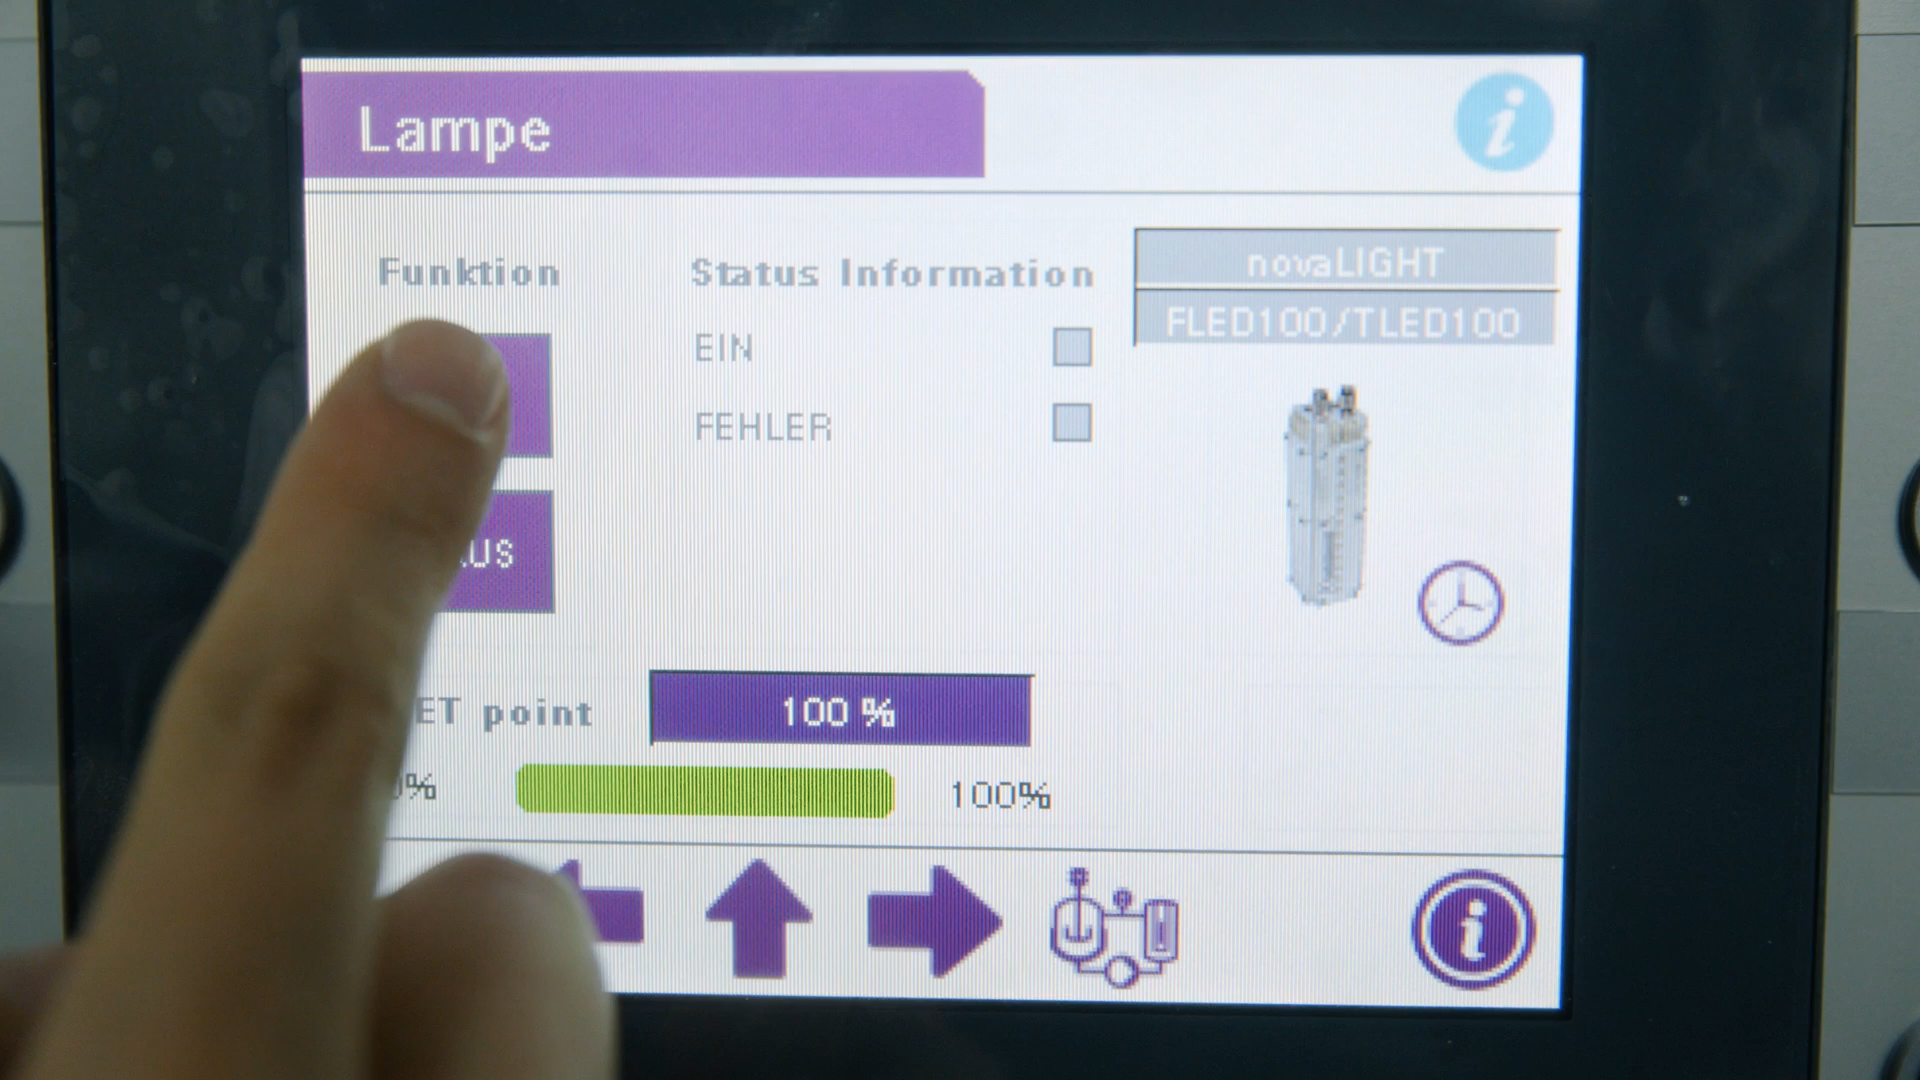 Lampe
Funktion
Status Information
novaLIGHT
FLED100/TLED100
EIN
FEHLER
100 %
point
100%